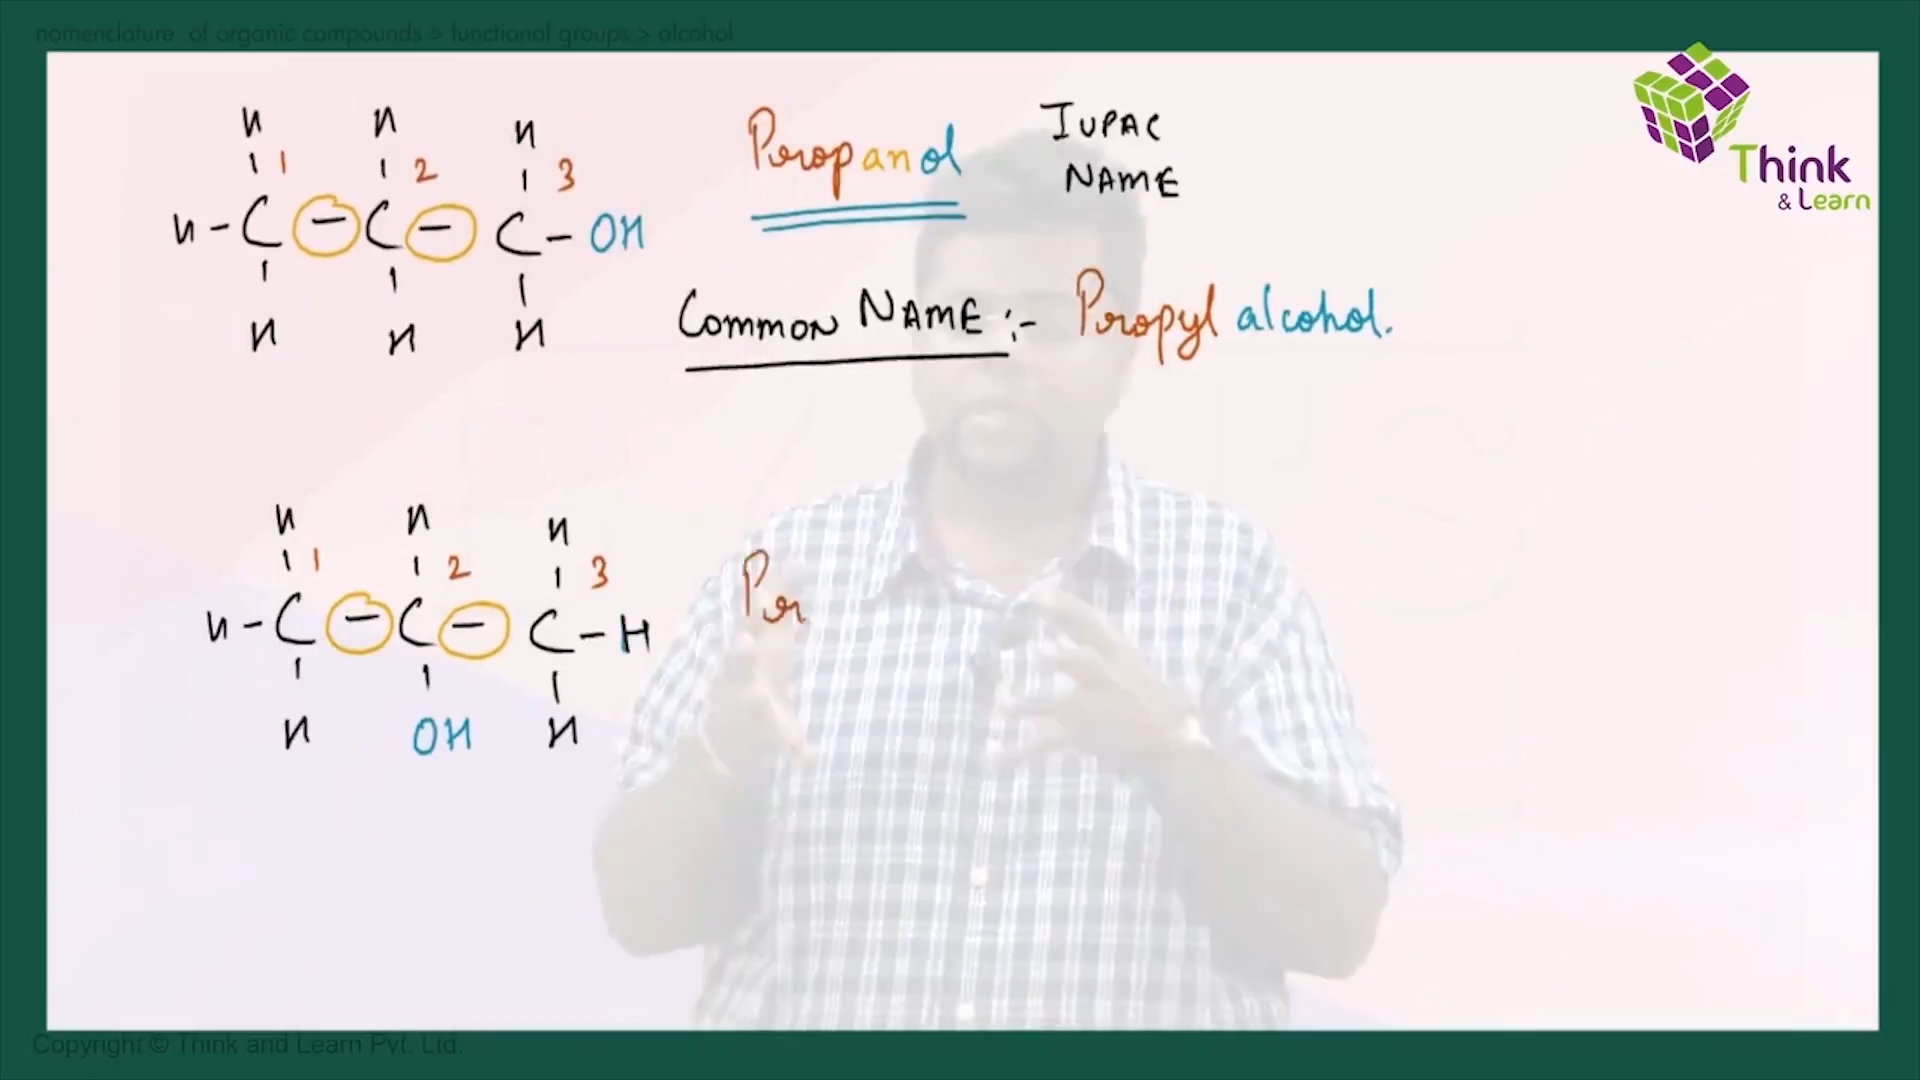 nomenclature of organic compounds > functional groups > alcohol
Think
& Learn
H H H
1 2 3
H - C - C - C - OH
H H H
Propanol
IUPAC
NAME
COMMON NAME :- Propyl alcohol.
H H H
1 2 3
H - C - C - C - H
H OH H
Pr
Copyright © Think and Learn Pvt. Ltd.